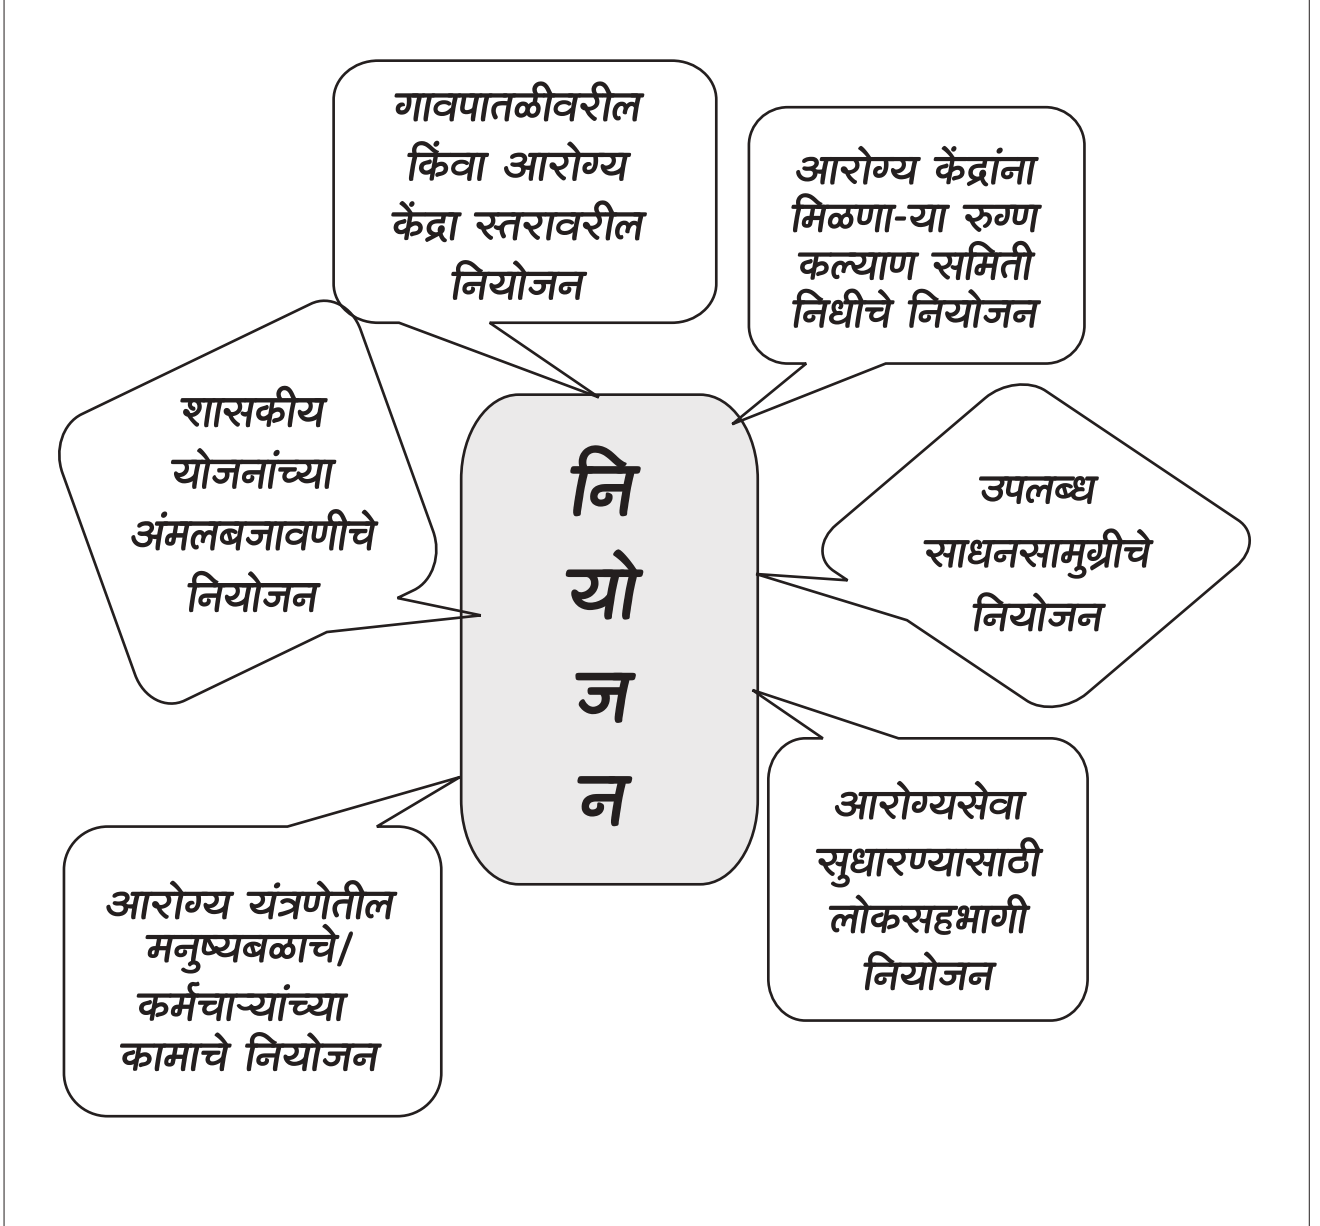 गावपातळीवरील
किंवा आरोग्य
केंद्रा स्तरावरील
नियोजन
आरोग्य केंद्रांना
मिळणा-या रुग्ण
कल्याण समिती
निधीचे नियोजन
शासकीय
योजनांच्या
अंमलबजावणीचे
नियोजन
नि
यो
ज
न
उपलब्ध
साधनसामुग्रीचे
नियोजन
आरोग्यसेवा
सुधारण्यासाठी
लोकसहभागी
नियोजन
आरोग्य यंत्रणेतील
मनुष्यबळाचे/
कर्मचाऱ्यांच्या
कामाचे नियोजन